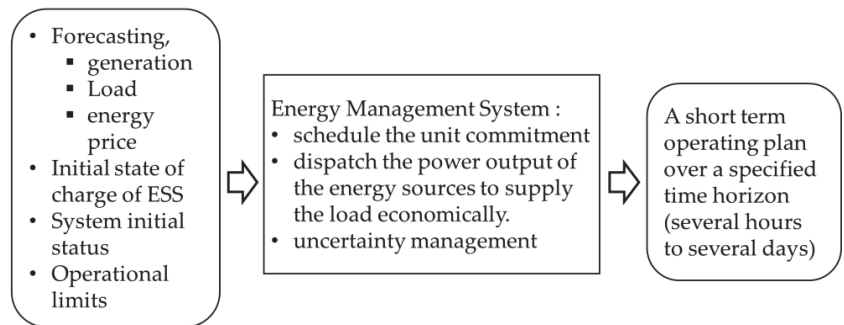 • Forecasting,
▪ generation
▪ Load
▪ energy
price
• Initial state of
charge of ESS
• System initial
status
• Operational
limits
Energy Management System :
• schedule the unit commitment
• dispatch the power output of
the energy sources to supply
the load economically.
• uncertainty management
A short term
operating plan
over a specified
time horizon
(several hours
to several days)